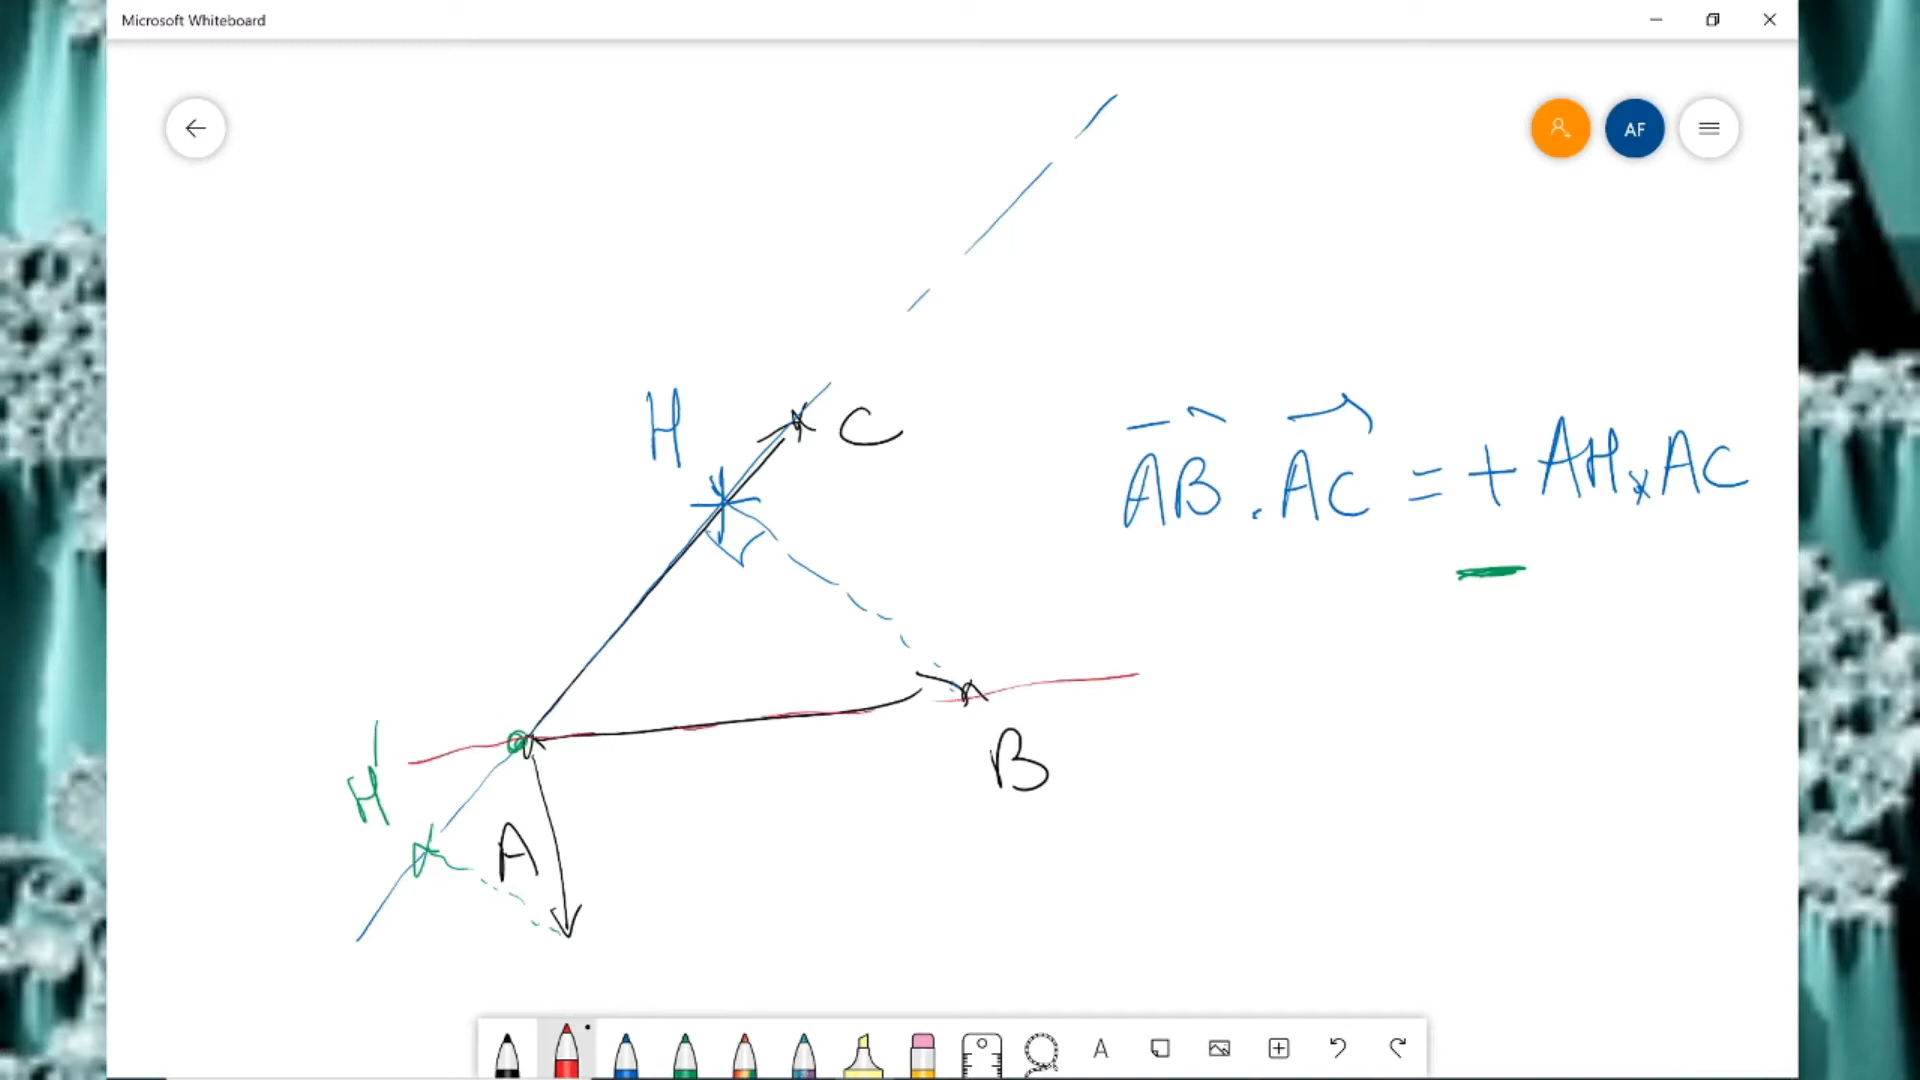 Microsoft Whiteboard
AF
H
C
AB . AC = + AH x AC
H'
A
B
A